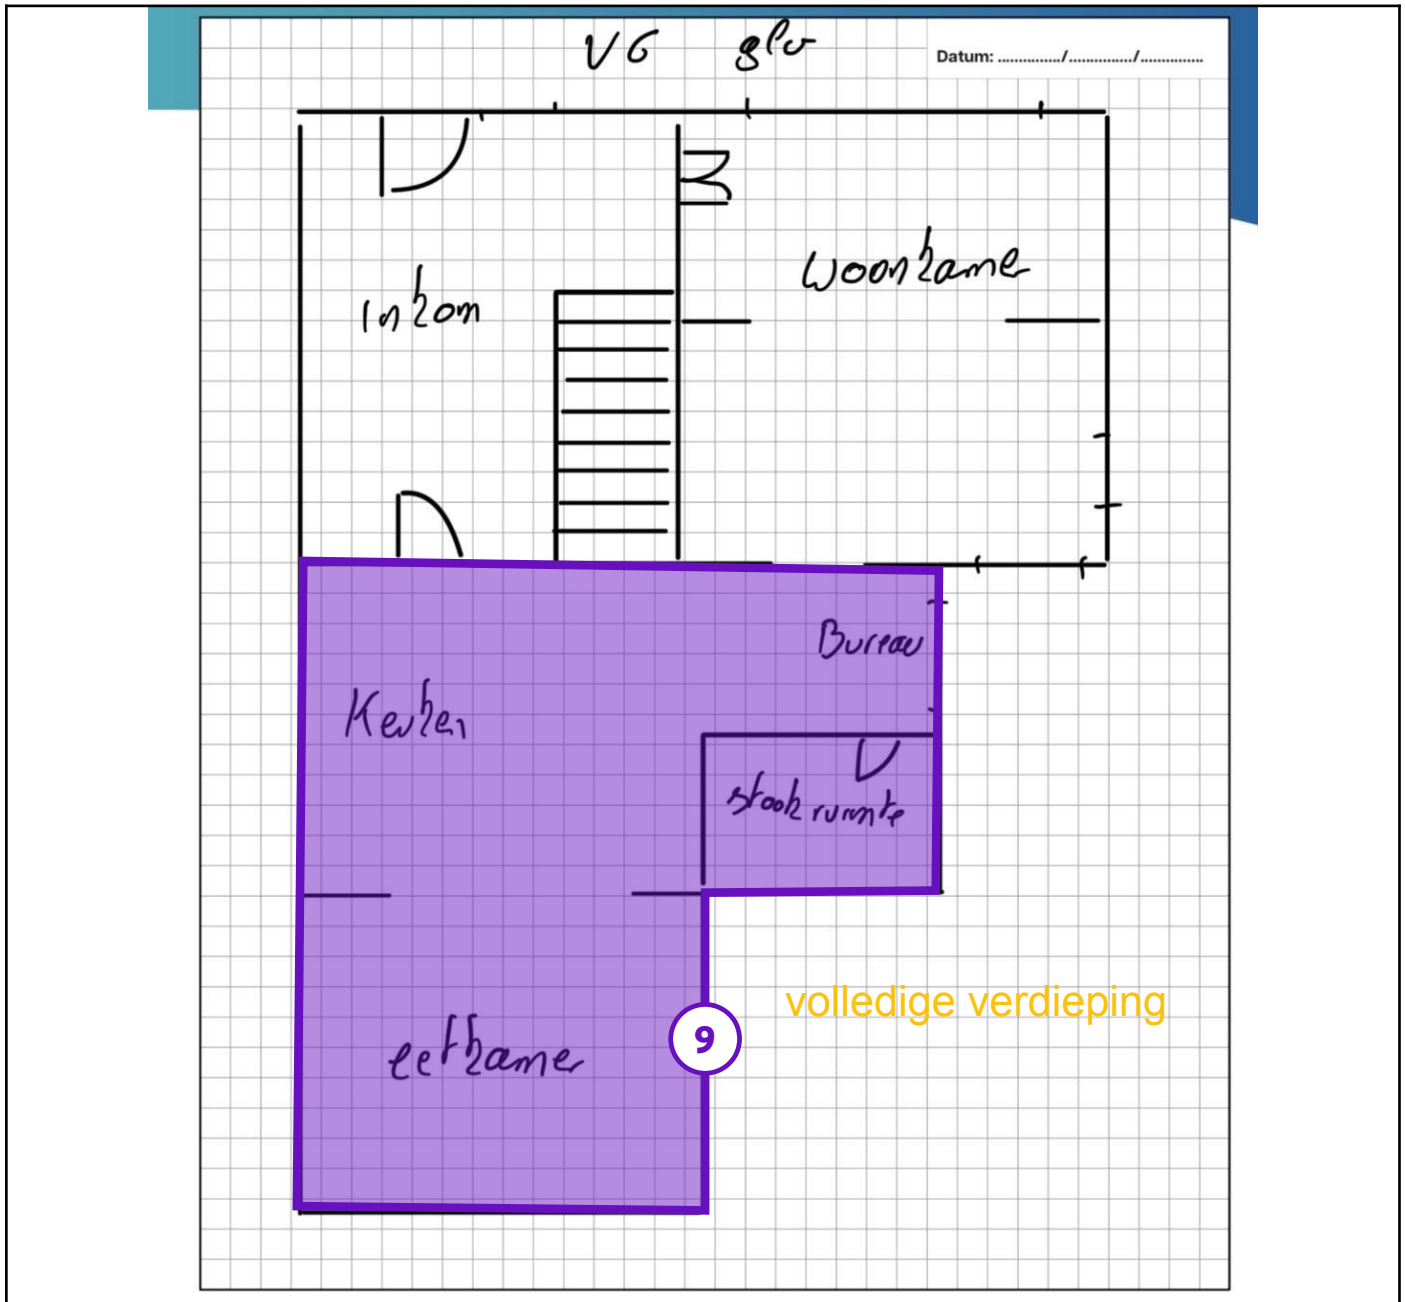 VG glv
Datum: ............../............../..............
woonkamer
Inkom
Bureau
Keuken
stookruimte
volledige verdieping
9
eetkamer